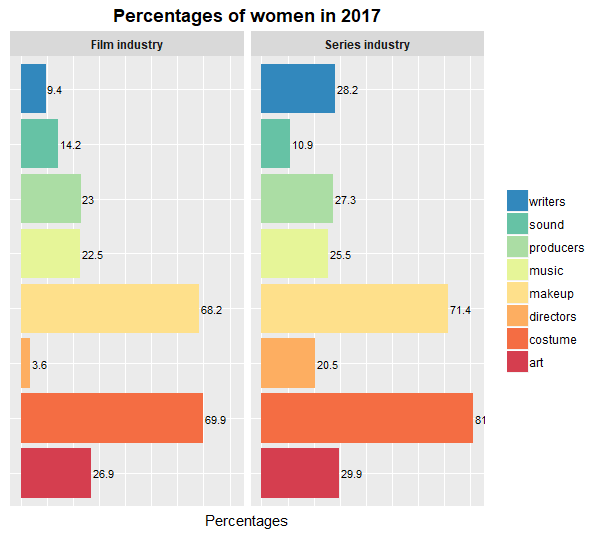 Percentages of women in 2017
Film industry
Series industry
9.4
14.2
23
22.5
68.2
3.6
69.9
26.9
28.2
10.9
27.3
25.5
71.4
20.5
81
29.9
writers
sound
producers
music
makeup
directors
costume
art
Percentages